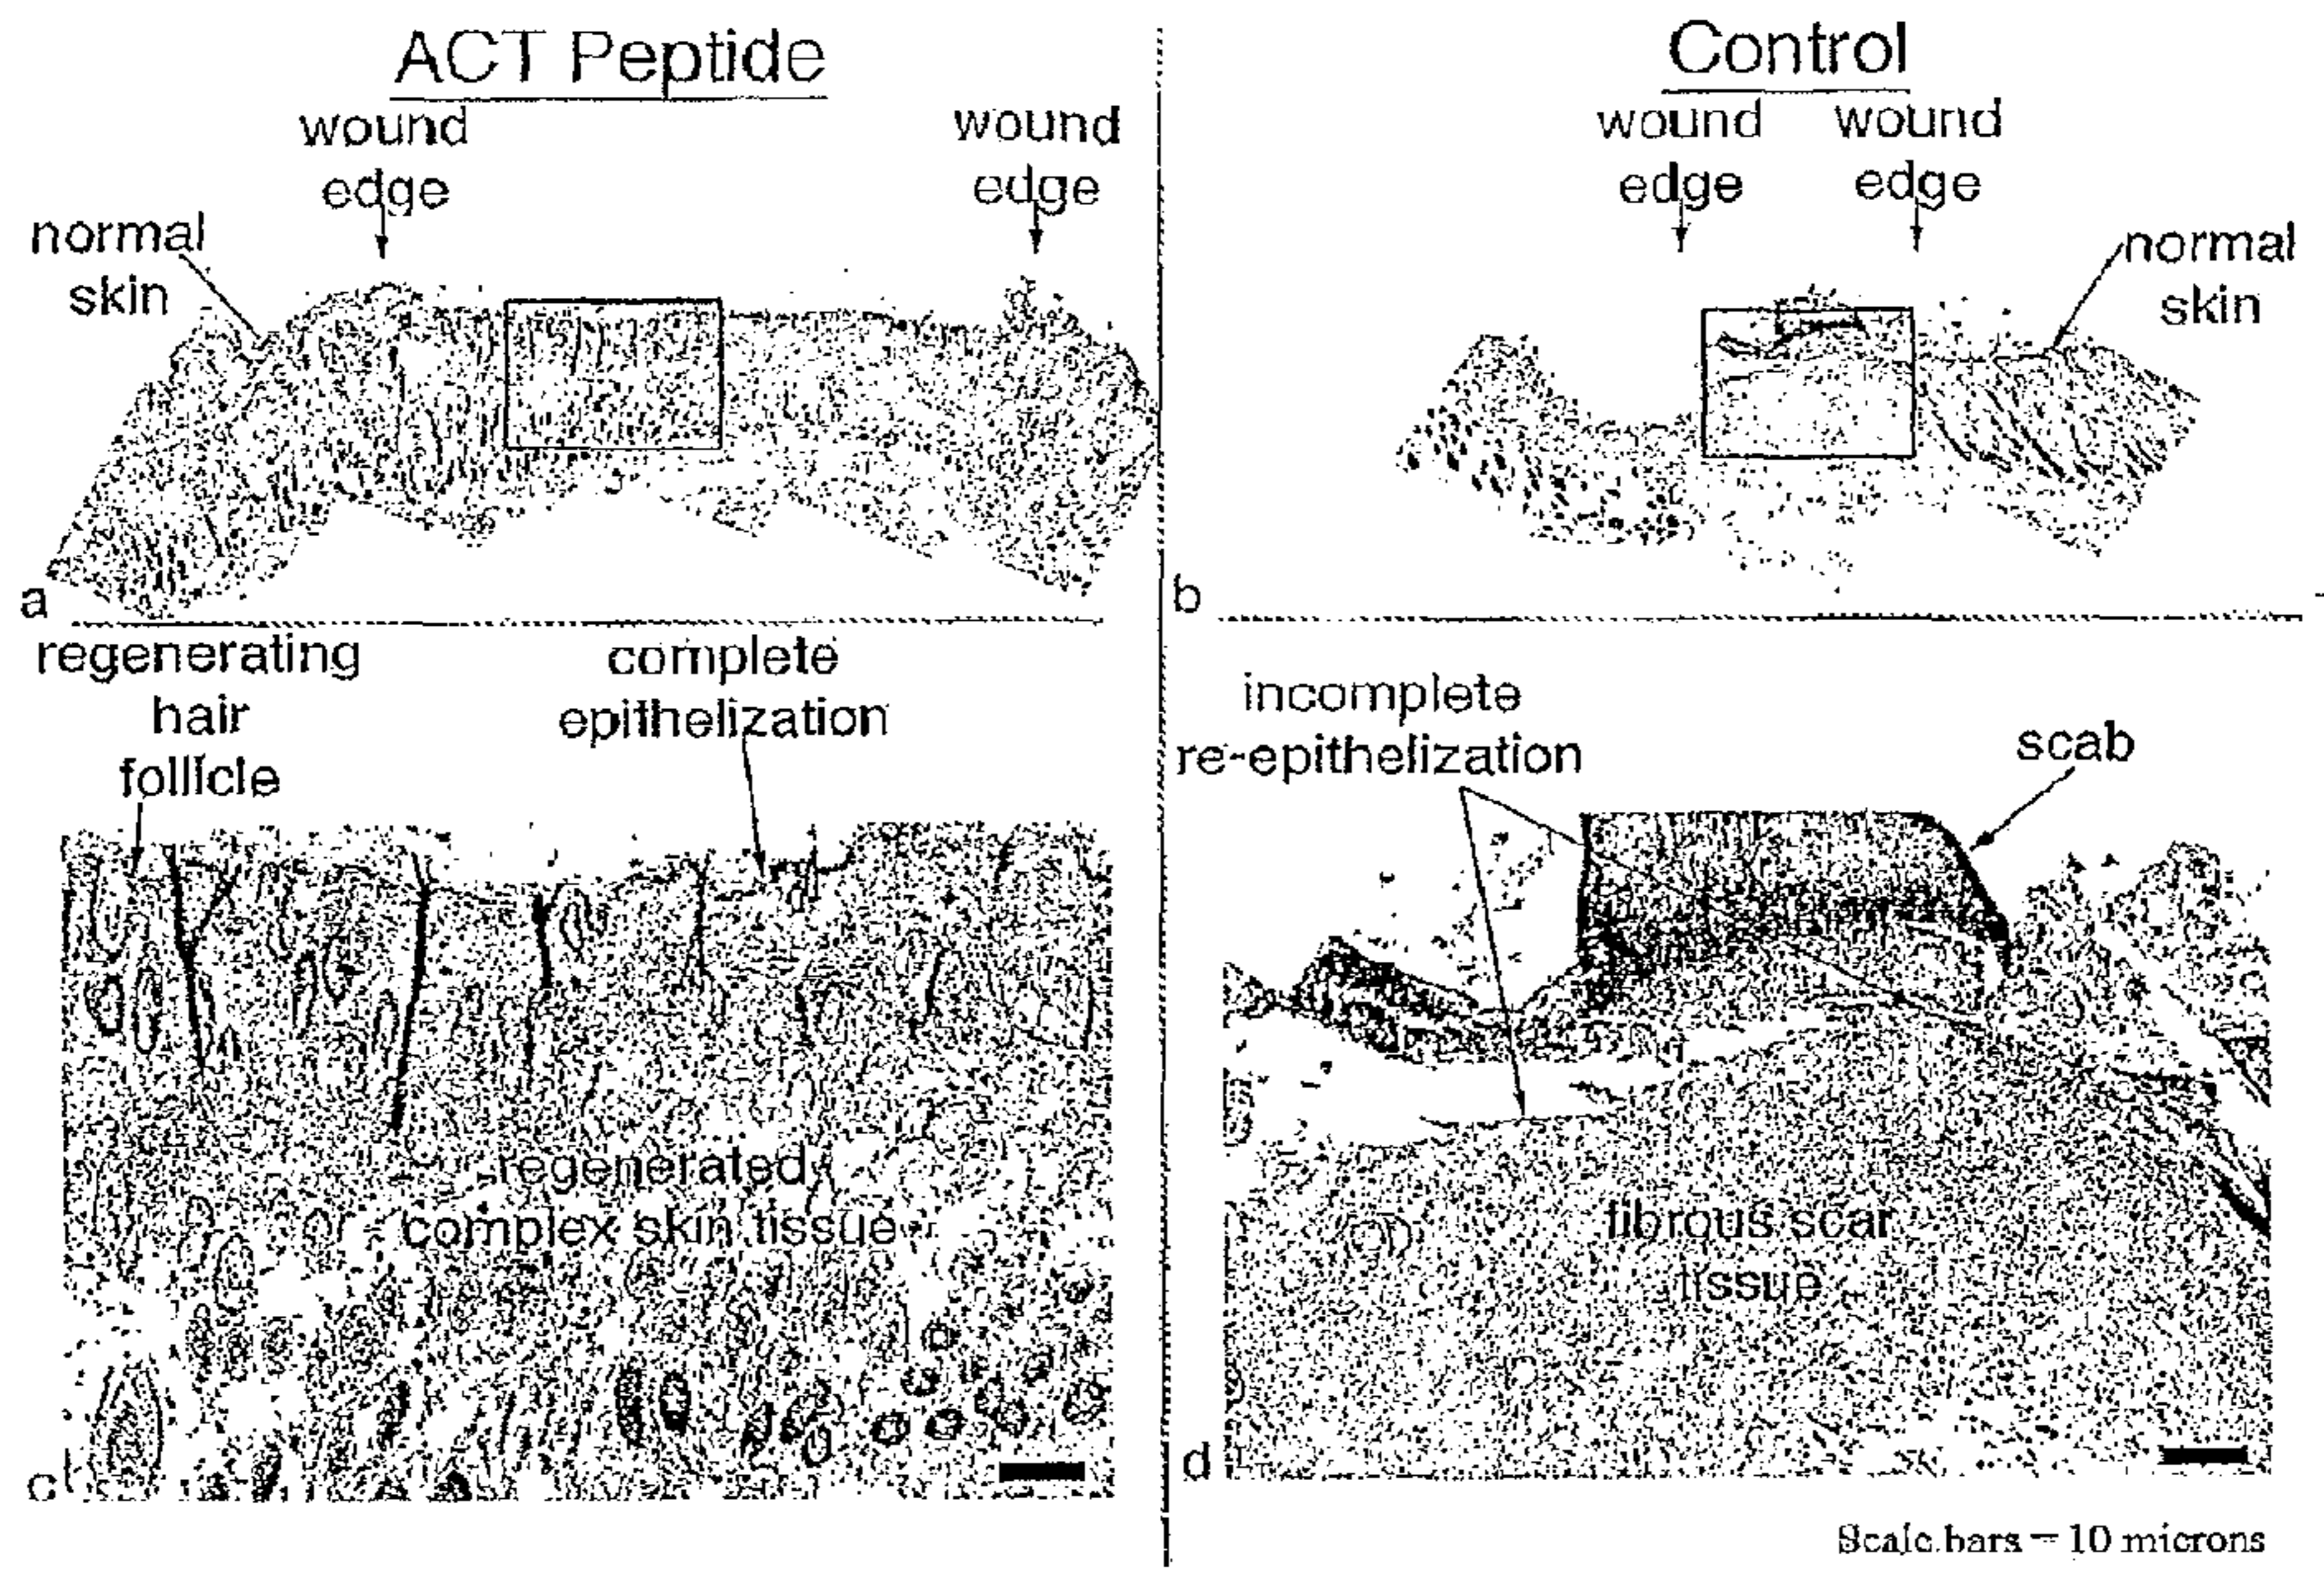 ACT Peptide
wound
edge
wound
edge
normal
skin
a
Control
wound
edge
wound
edge
normal
skin
b
regenerating
hair
follicle
complete
epithelization
regenerated
complex skin tissue
c
incomplete
re-epithelization
scab
fibrous scar
tissue
d
Scale bars = 10 microns